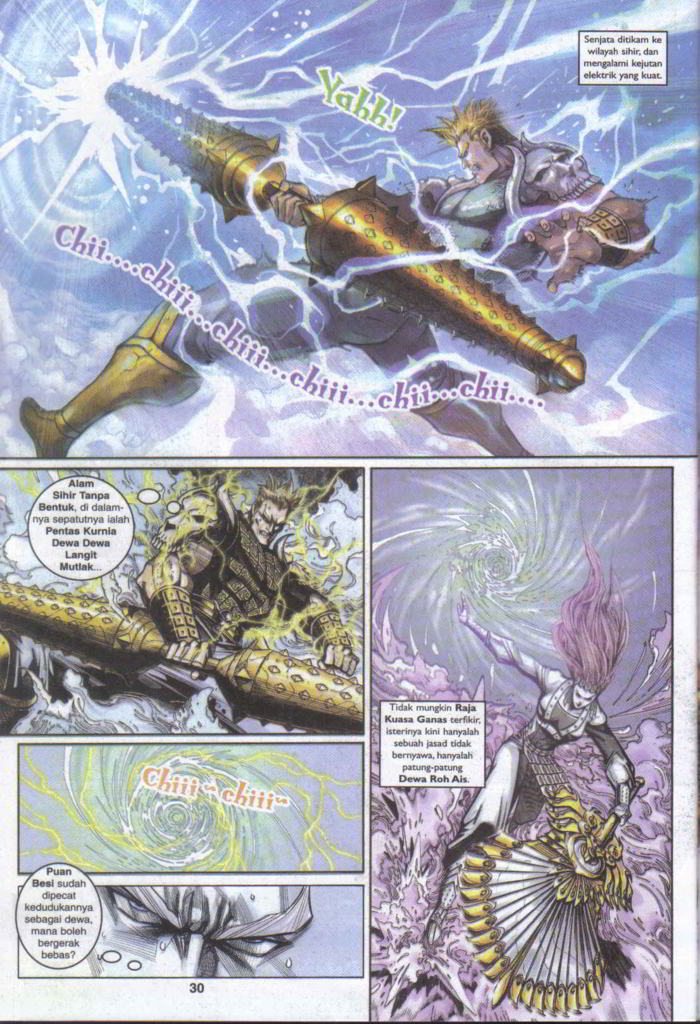 Senjata ditikam ke
wilayah sihir, dan
mengalami kejutan
elektrik yang kuat.
Yahh!
Chii....chiii...chiii...chiii...chii...chii....
Alam
Sihir Tanpa
Bentuk, di dalam-
nya sepatutnya ialah
Pentas Kurnia
Dewa Dewa
Langit
Mutlak...
Tidak mungkin Raja
Kuasa Ganas terfikir,
isterinya kini hanyalah
sebuah jasad tidak
bernyawa, hanyalah
patung-patung
Dewa Roh Ais.
Chiii~chiii~
Puan
Besi sudah
dipecat
kedudukannya
sebagai dewa,
mana boleh
bergerak
bebas?
30